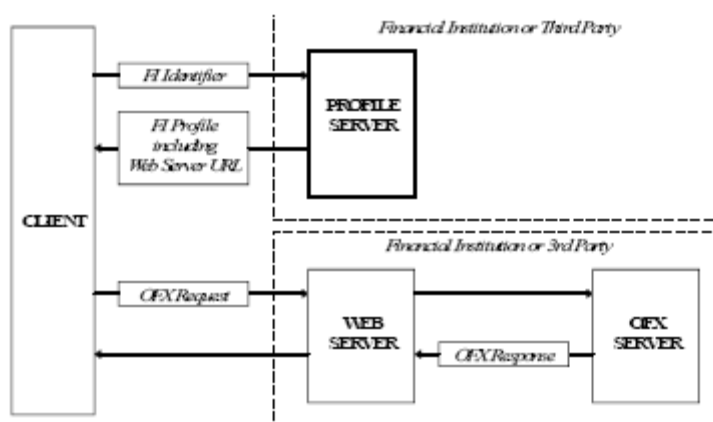 Financial Institution or Third Party
FI Identifier
PROFILE
SERVER
FI Profile
including
Web Server URL
CLIENT
Financial Institution or 3rd Party
OFX Request
WEB
SERVER
OFX
SERVER
OFX Response